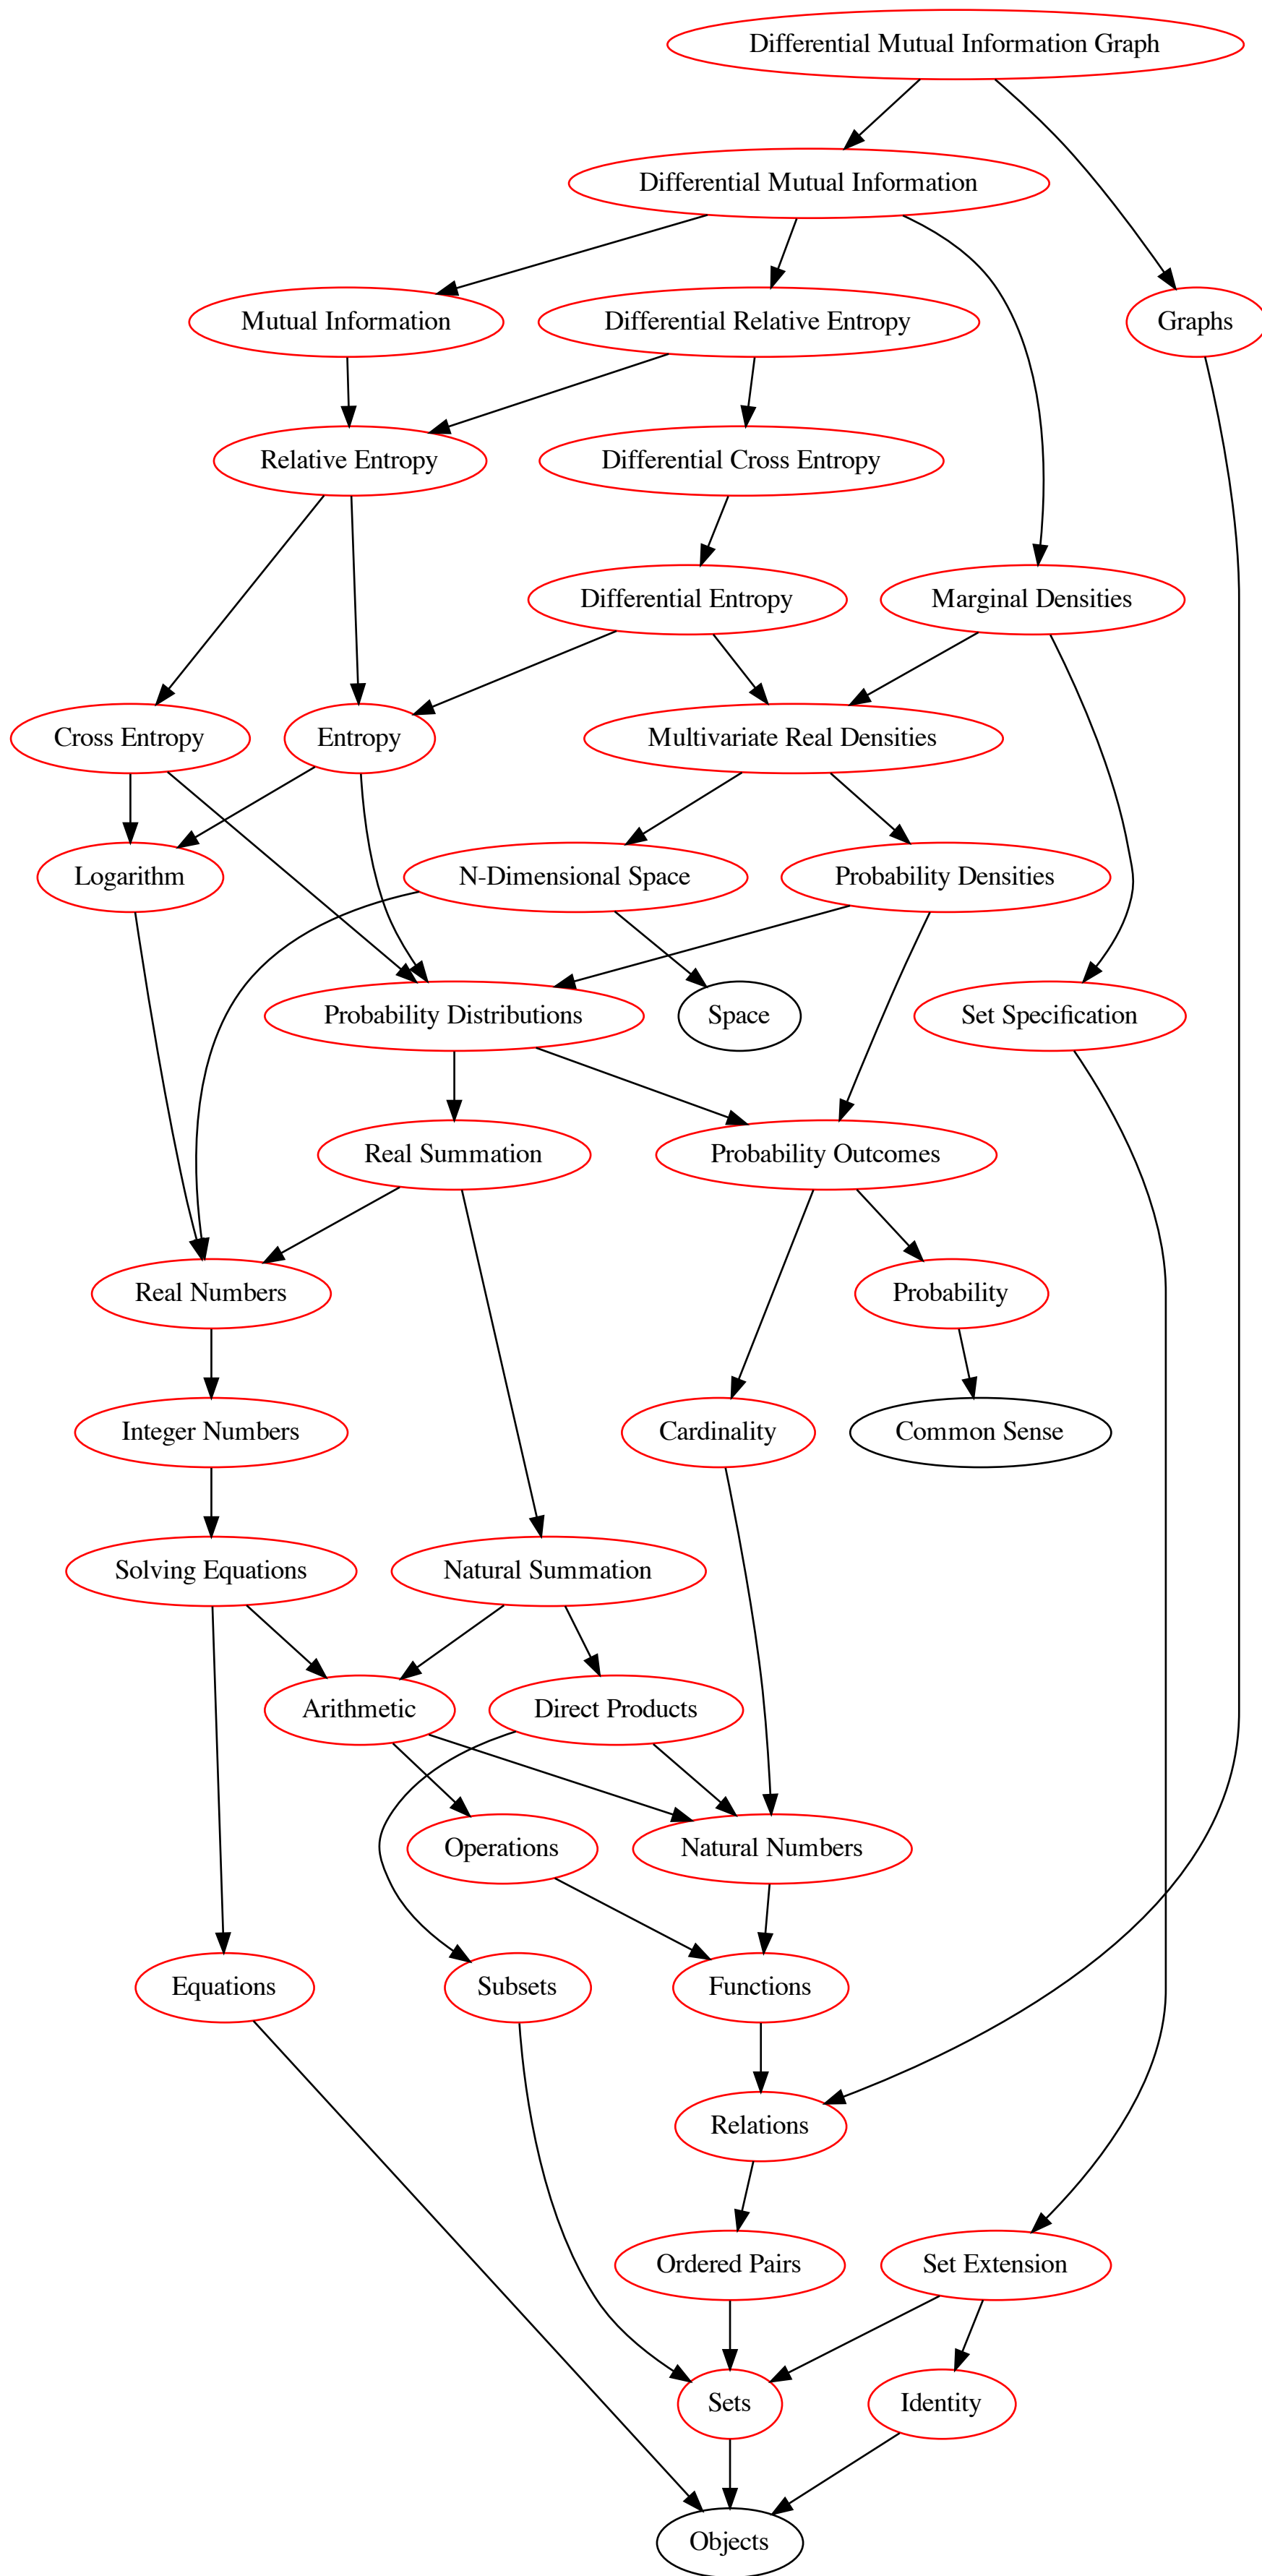 Differential Mutual Information Graph
Differential Mutual Information
Mutual Information
Differential Relative Entropy
Graphs
Relative Entropy
Differential Cross Entropy
Differential Entropy
Marginal Densities
Cross Entropy
Entropy
Multivariate Real Densities
Logarithm
N-Dimensional Space
Probability Densities
Probability Distributions
Space
Set Specification
Real Summation
Probability Outcomes
Real Numbers
Probability
Integer Numbers
Cardinality
Common Sense
Solving Equations
Natural Summation
Arithmetic
Direct Products
Operations
Natural Numbers
Equations
Subsets
Functions
Relations
Ordered Pairs
Set Extension
Sets
Identity
Objects